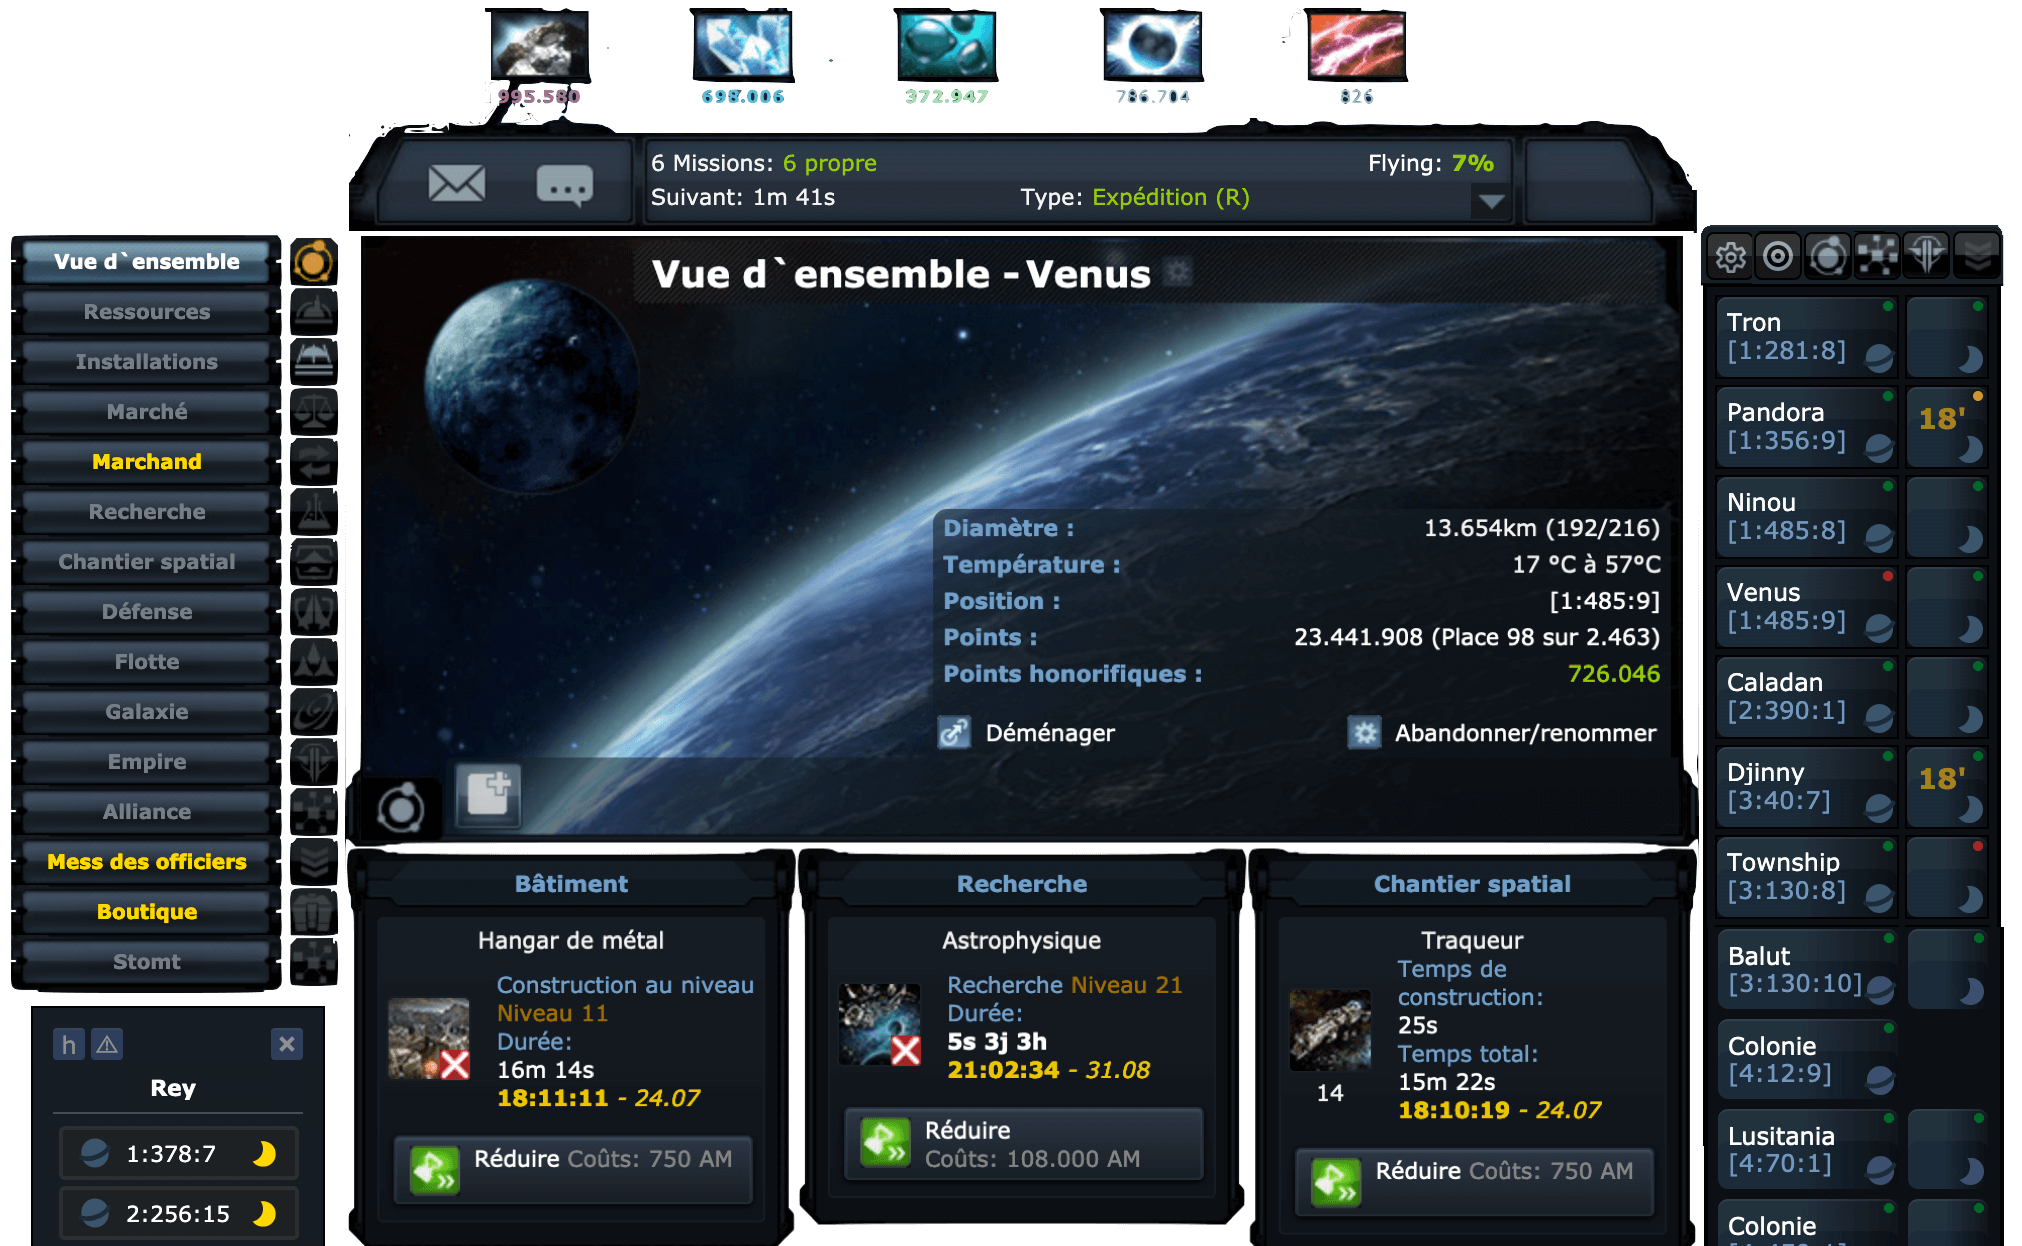 995.580
698.006
372.947
786.704
826
6 Missions: 6 propre
Flying: 7%
Suivant: 1m 41s
Type: Expédition (R)
Vue d`ensemble
Ressources
Installations
Marché
Marchand
Recherche
Chantier spatial
Défense
Flotte
Galaxie
Empire
Alliance
Mess des officiers
Boutique
Stomt
h
Rey
1:378:7
2:256:15
Vue d`ensemble - Venus
Diamètre : 13.654km (192/216)
Température : 17 °C à 57°C
Position : [1:485:9]
Points : 23.441.908 (Place 98 sur 2.463)
Points honorifiques : 726.046
Déménager
Abandonner/renommer
Bâtiment
Hangar de métal
Construction au niveau
Niveau 11
Durée:
16m 14s
18:11:11 - 24.07
Réduire Coûts: 750 AM
Recherche
Astrophysique
Recherche Niveau 21
Durée:
5s 3j 3h
21:02:34 - 31.08
Réduire
Coûts: 108.000 AM
Chantier spatial
Traqueur
14
Temps de
construction:
25s
Temps total:
15m 22s
18:10:19 - 24.07
Réduire Coûts: 750 AM
Tron
[1:281:8]
Pandora
[1:356:9]
18'
Ninou
[1:485:8]
Venus
[1:485:9]
Caladan
[2:390:1]
Djinny
[3:40:7]
18'
Township
[3:130:8]
Balut
[3:130:10]
Colonie
[4:12:9]
Lusitania
[4:70:1]
Colonie